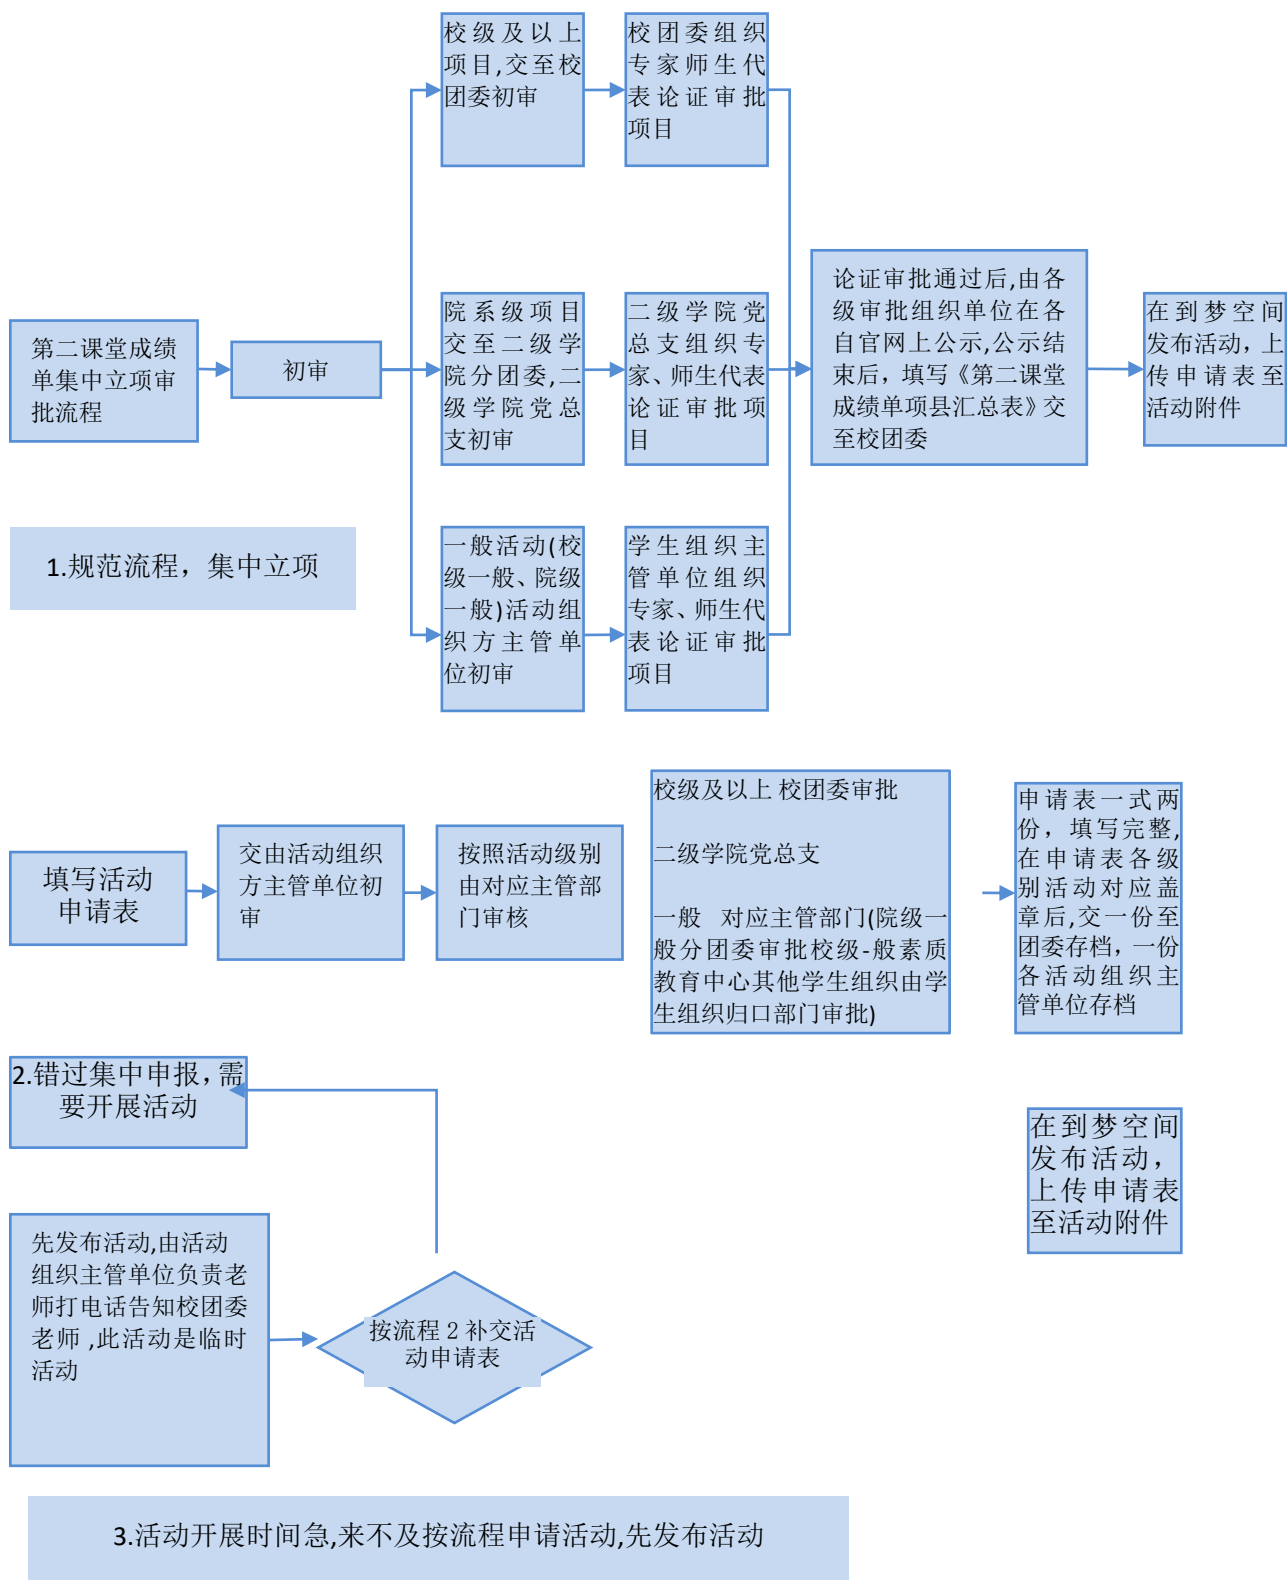 校级及以上
项目,交至校
团委初审
校团委组织
专家师生代
表论证审批
项目
第二课堂成绩
单集中立项审
批流程
初审
院系级项目
交至二级学
院分团委,二
级学院党总
支初审
二级学院党
总支组织专
家、师生代表
论证审批项
目
论证审批通过后,由各
级审批组织单位在各
自官网上公示,公示结
束后，填写《第二课堂
成绩单项县汇总表》交
至校团委
在到梦空间
发布活动，上
传申请表至
活动附件
1.规范流程，集中立项
一般活动(校
级一般、院级
一般)活动组
织方主管单
位初审
学生组织主
管单位组织
专家、师生代
表论证审批
项目
填写活动
申请表
交由活动组织
方主管单位初
审
按照活动级别
由对应主管部
门审核
校级及以上 校团委审批
二级学院党总支
一般 对应主管部门(院级一
般分团委审批校级-般素质
教育中心其他学生组织由学
生组织归口部门审批)
申请表一式两
份，填写完整,
在申请表各级
别活动对应盖
章后,交一份至
团委存档，一份
各活动组织主
管单位存档
2.错过集中申报，需
要开展活动
在到梦空间
发布活动，
上传申请表
至活动附件
先发布活动,由活动
组织主管单位负责老
师打电话告知校团委
老师 ,此活动是临时
活动
按流程 2 补交活
动申请表
3.活动开展时间急,来不及按流程申请活动,先发布活动